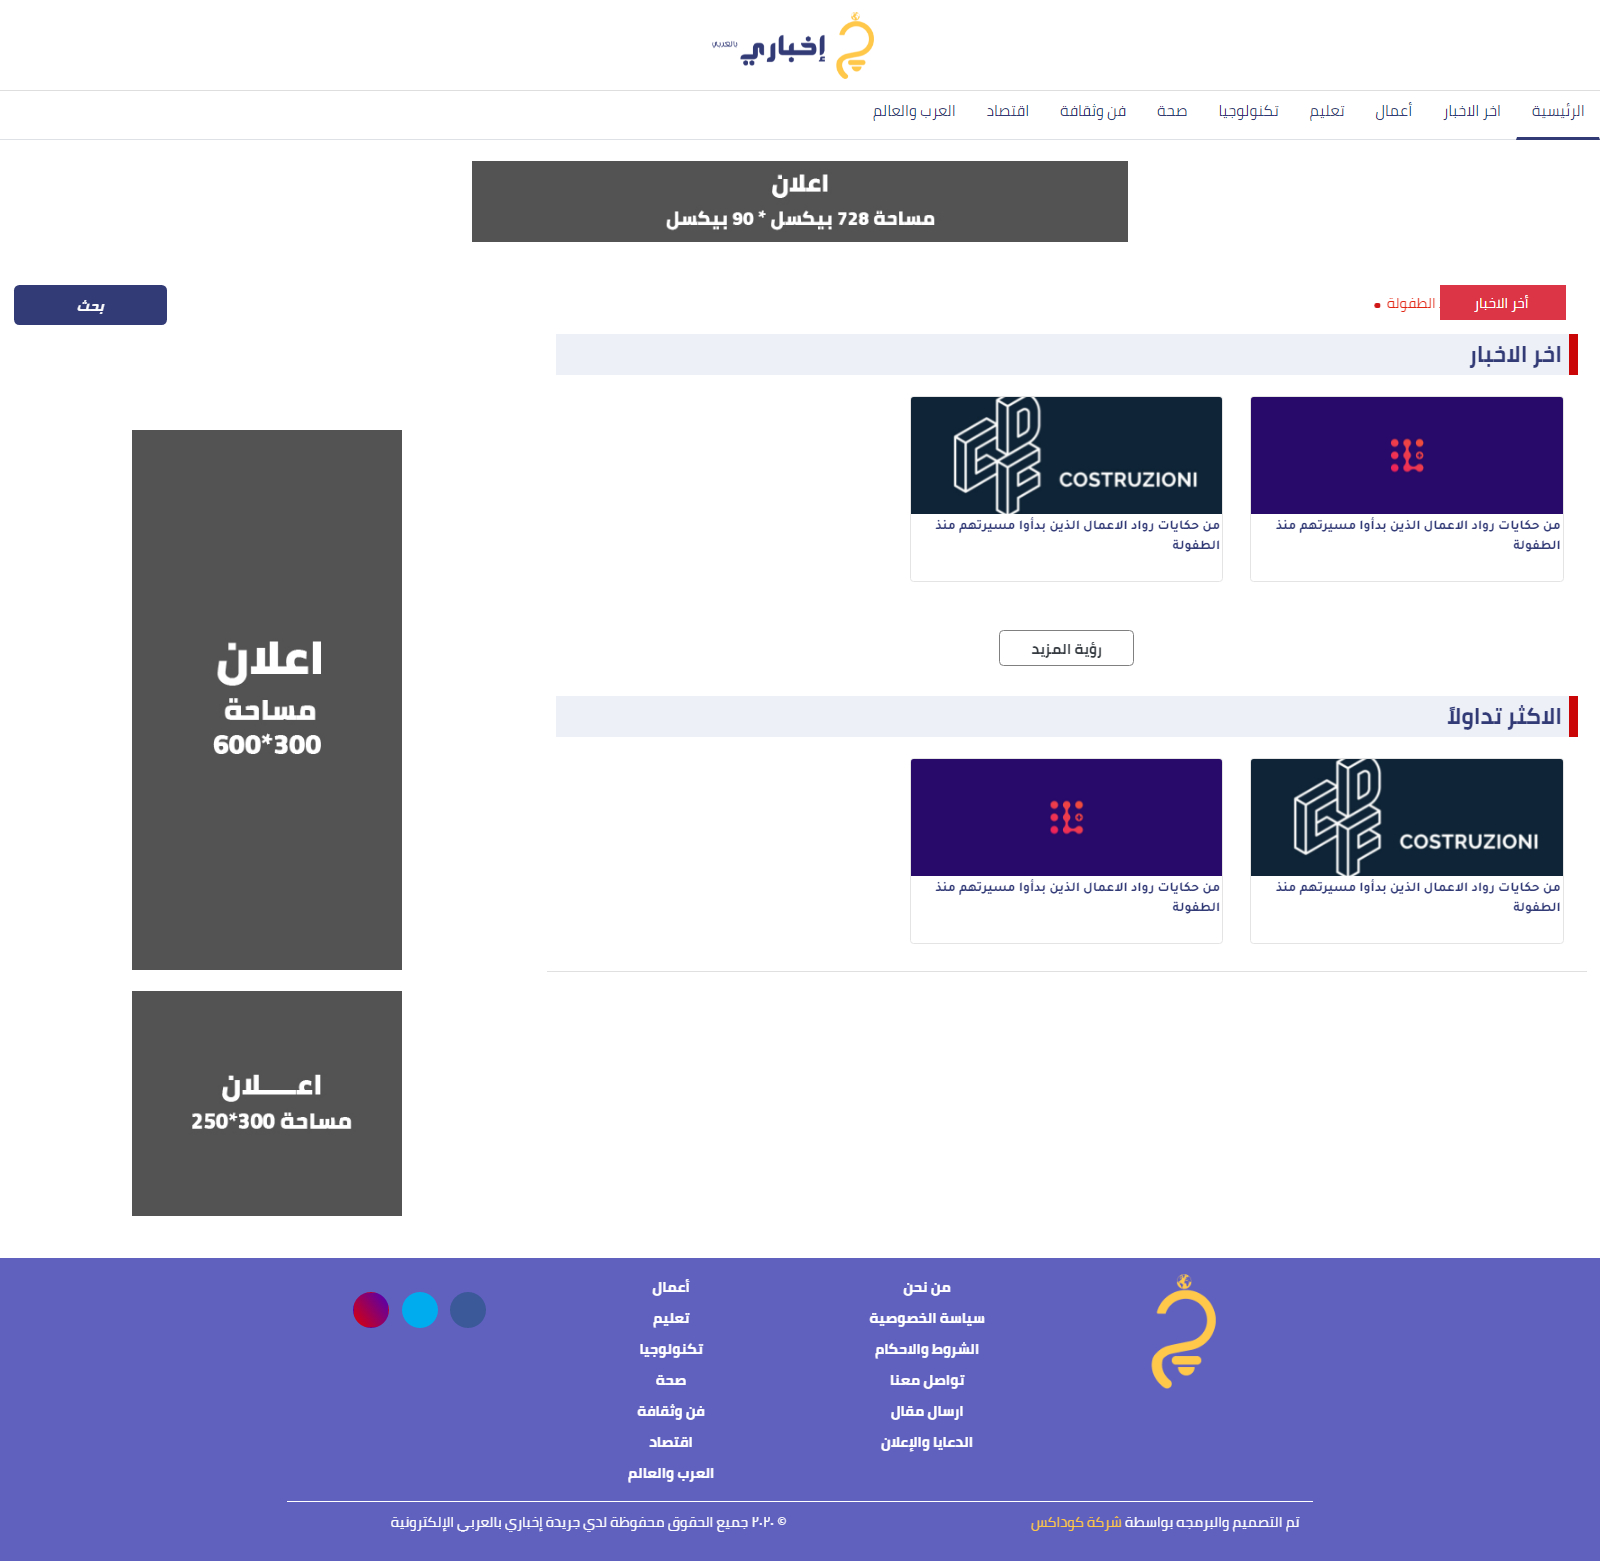 إخباري بالعربي
الرئيسية
اخر الاخبار
أعمال
تعليم
تكنولوجيا
صحة
فن وثقافة
اقتصاد
العرب والعالم
اعلان
مساحة 728 بيكسل * 90 بيكسل
أخر الاخبار
الطفولة
بحث
اخر الاخبار
COSTRUZIONI
من حكايات رواد الاعمال الذين بدأوا مسيرتهم منذ
الطفولة
من حكايات رواد الاعمال الذين بدأوا مسيرتهم منذ
الطفولة
رؤية المزيد
الاكثر تداولاً
COSTRUZIONI
من حكايات رواد الاعمال الذين بدأوا مسيرتهم منذ
الطفولة
من حكايات رواد الاعمال الذين بدأوا مسيرتهم منذ
الطفولة
اعلان
مساحة
300*600
اعـــــلان
مساحة 300*250
من نحن
سياسة الخصوصية
الشروط والاحكام
تواصل معنا
ارسال مقال
الدعايا والإعلان
أعمال
تعليم
تكنولوجيا
صحة
فن وثقافة
اقتصاد
العرب والعالم
تم التصميم والبرمجه بواسطة شركة كوداكس
© ٢٠٢٠ جميع الحقوق محفوظة لدي جريدة إخباري بالعربي الإلكترونية